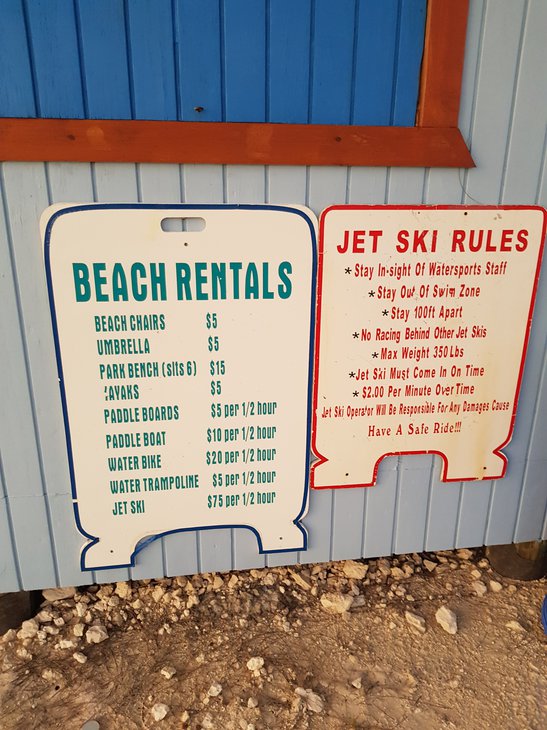 BEACH RENTALS
BEACH CHAIRS $5
UMBRELLA $5
PARK BENCH (sits 6) $15
KAYAKS $5
PADDLE BOARDS $5 per 1/2 hour
PADDLE BOAT $10 per 1/2 hour
WATER BIKE $20 per 1/2 hour
WATER TRAMPOLINE $5 per 1/2 hour
JET SKI $75 per 1/2 hour
JET SKI RULES
* Stay In-sight Of Watersports Staff
* Stay Out Of Swim Zone
* Stay 100ft Apart
* No Racing Behind Other Jet Skis
* Max Weight 350 Lbs
* Jet Ski Must Come In On Time
* $2.00 Per Minute Over Time
Jet Ski Operator Will Be Responsible For Any Damages Cause
Have A Safe Ride!!!